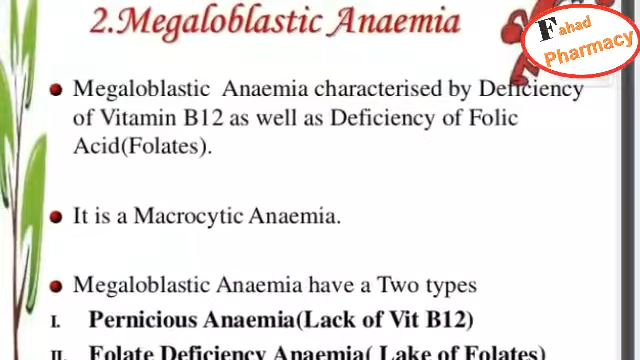 2.Megaloblastic Anaemia
Fahad
Pharmacy
Megaloblastic Anaemia characterised by Deficiency
of Vitamin B12 as well as Deficiency of Folic
Acid(Folates).
It is a Macrocytic Anaemia.
Megaloblastic Anaemia have a Two types
I. Pernicious Anaemia(Lack of Vit B12)
II. Folate Deficiency Anaemia( Lake of Folates)